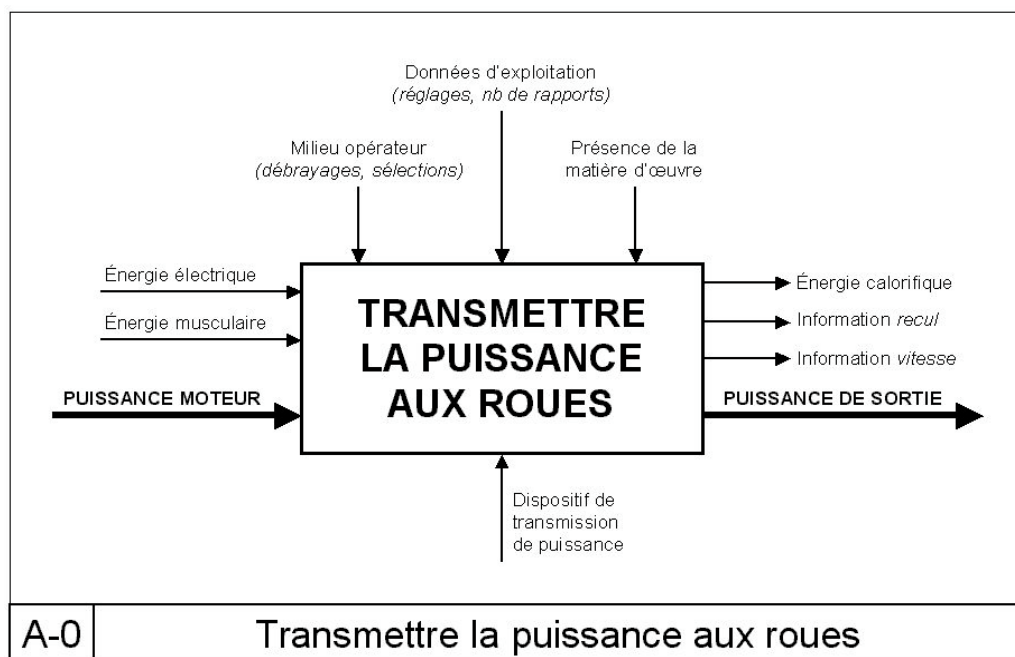 Données d'exploitation
(réglages, nb de rapports)
Milieu opérateur
(débrayages, sélections)
Présence de la
matière d'œuvre
Énergie électrique
Énergie musculaire
PUISSANCE MOTEUR
TRANSMETTRE
LA PUISSANCE
AUX ROUES
Énergie calorifique
Information recul
Information vitesse
PUISSANCE DE SORTIE
Dispositif de
transmission
de puissance
A-0
Transmettre la puissance aux roues